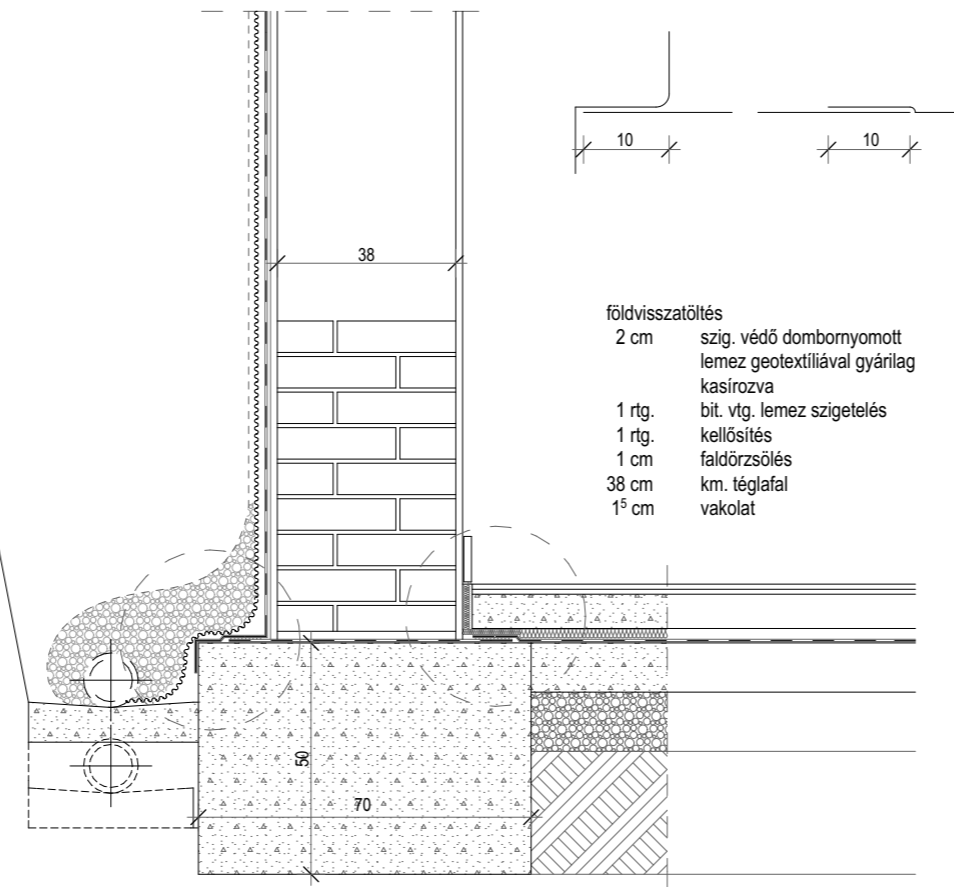 10
10
38
földvisszatöltés
2 cm szig. védő dombornyomott
lemez geotextíliával gyárilag
kasírozva
1 rtg. bit. vtg. lemez szigetelés
1 rtg. kellősítés
1 cm faldörzsölés
38 cm km. téglafal
1⁵ cm vakolat
50
70